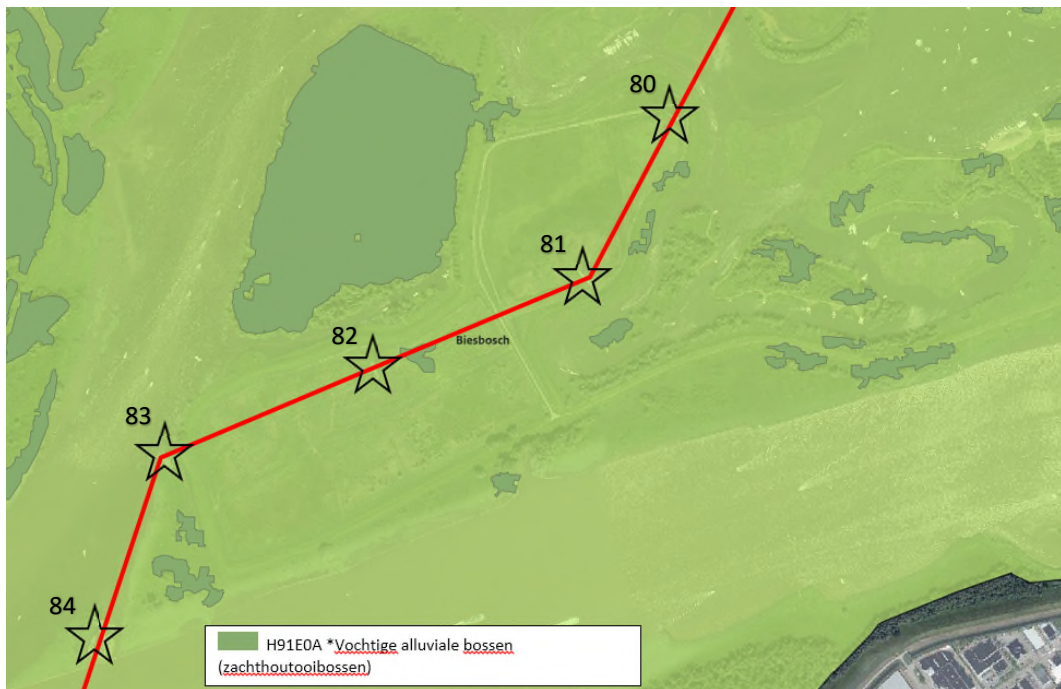 80
81
82
Biesbosch
83
84
H91E0A *Vochtige alluviale bossen
(zachthoutooibossen)